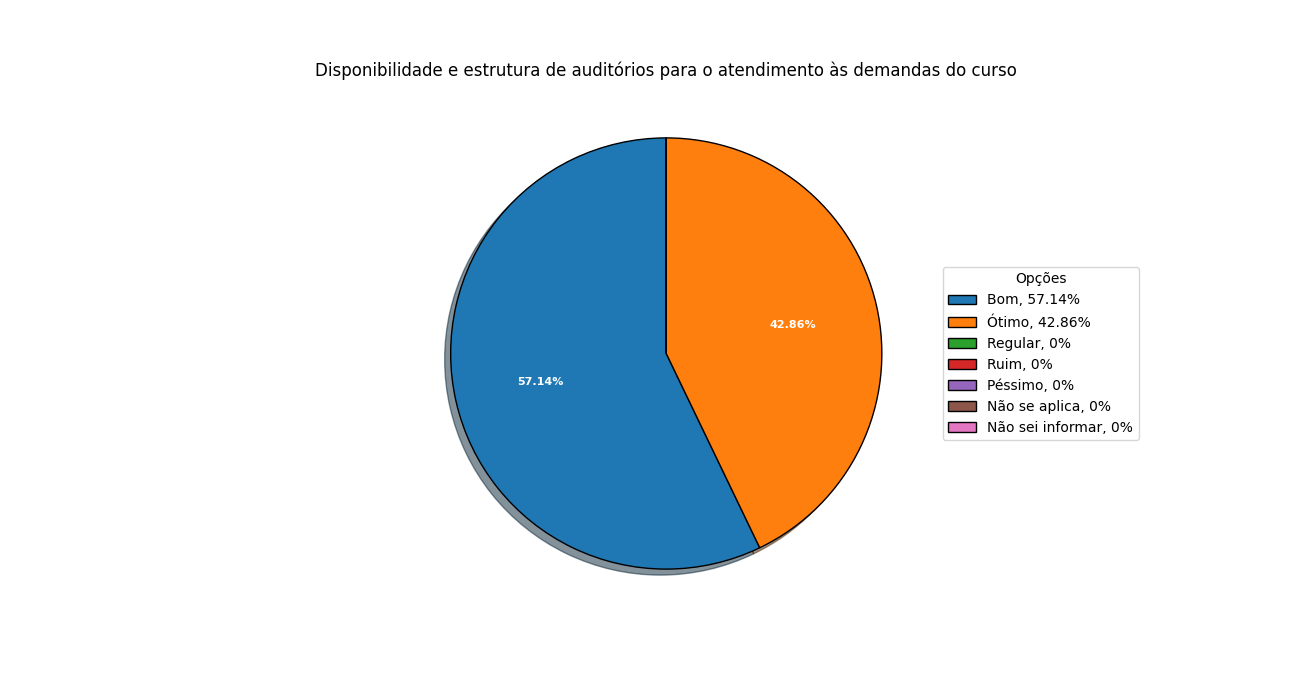 Disponibilidade e estrutura de auditórios para o atendimento às demandas do curso
42.86%
57.14%
Opções
Bom, 57.14%
Ótimo, 42.86%
Regular, 0%
Ruim, 0%
Péssimo, 0%
Não se aplica, 0%
Não sei informar, 0%